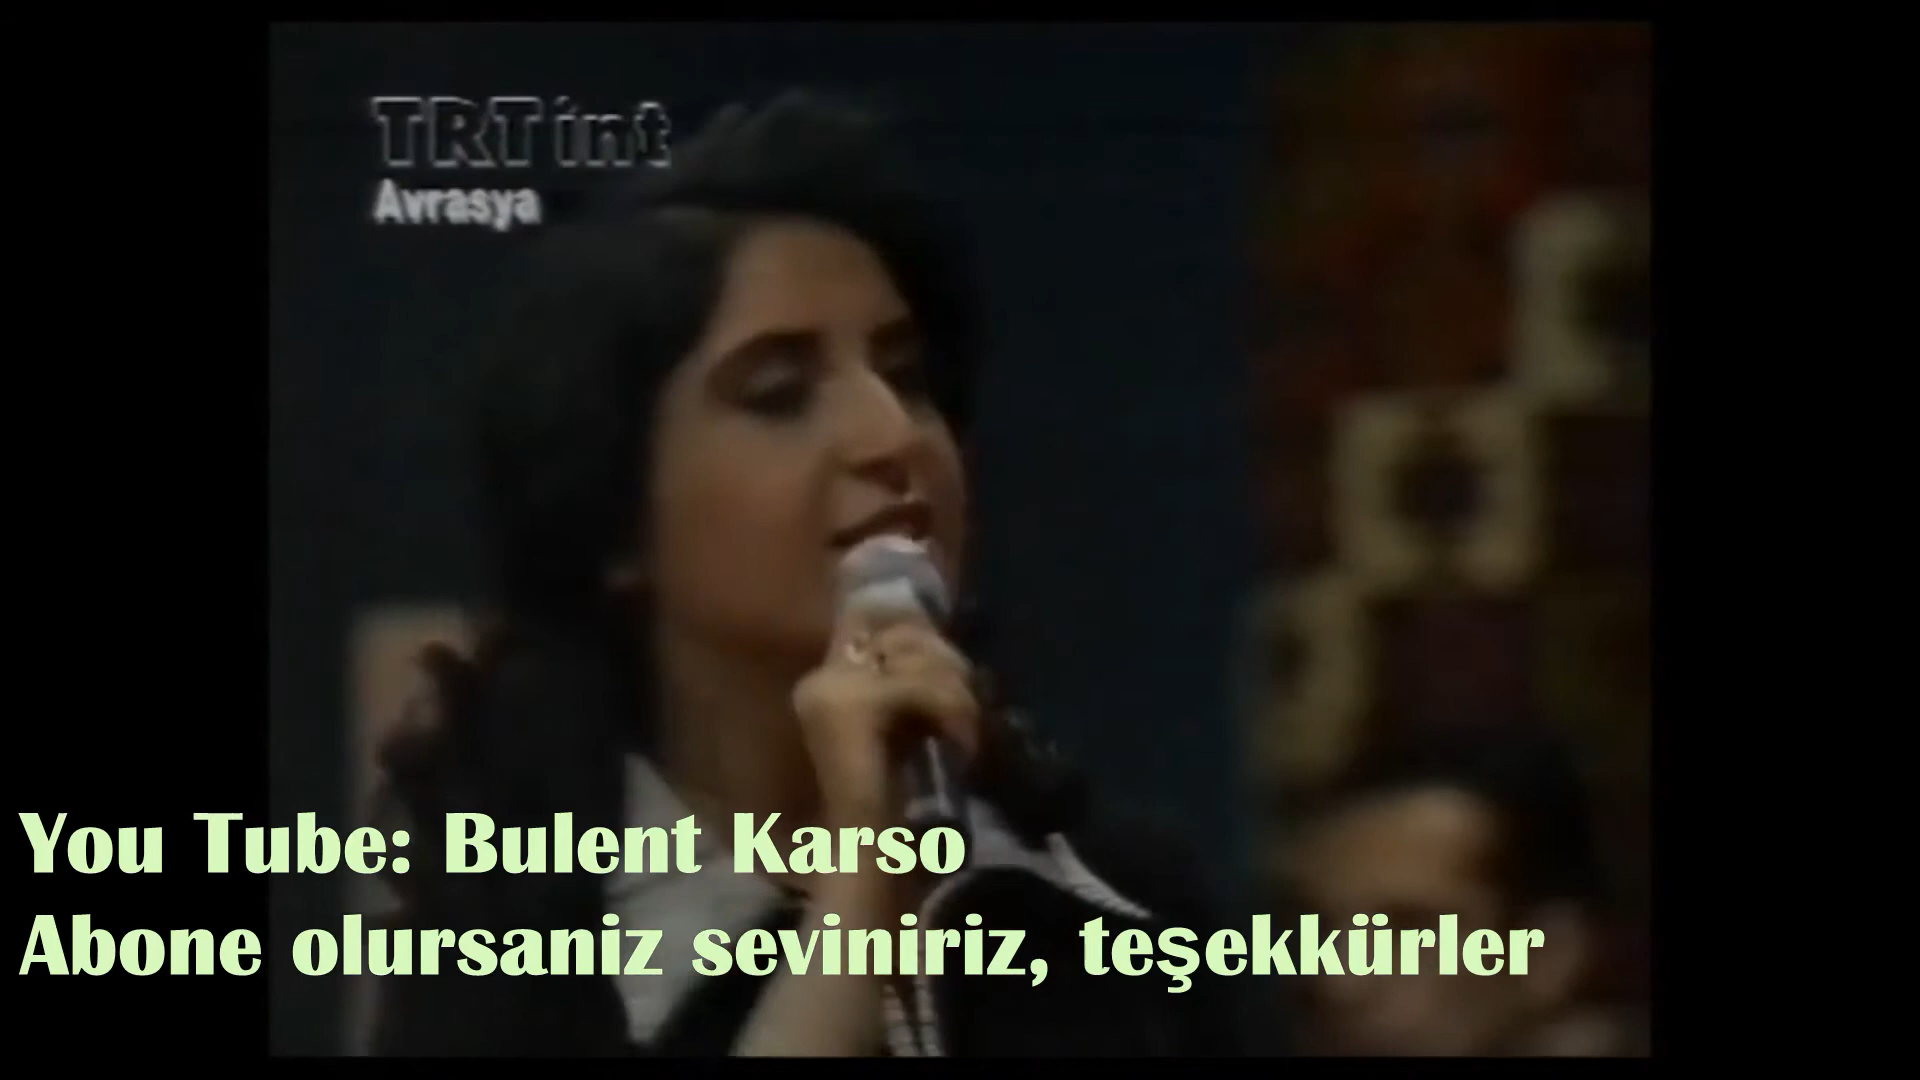 TRT int
Avrasya
You Tube: Bulent Karso
Abone olursaniz seviniriz, teşekkürler